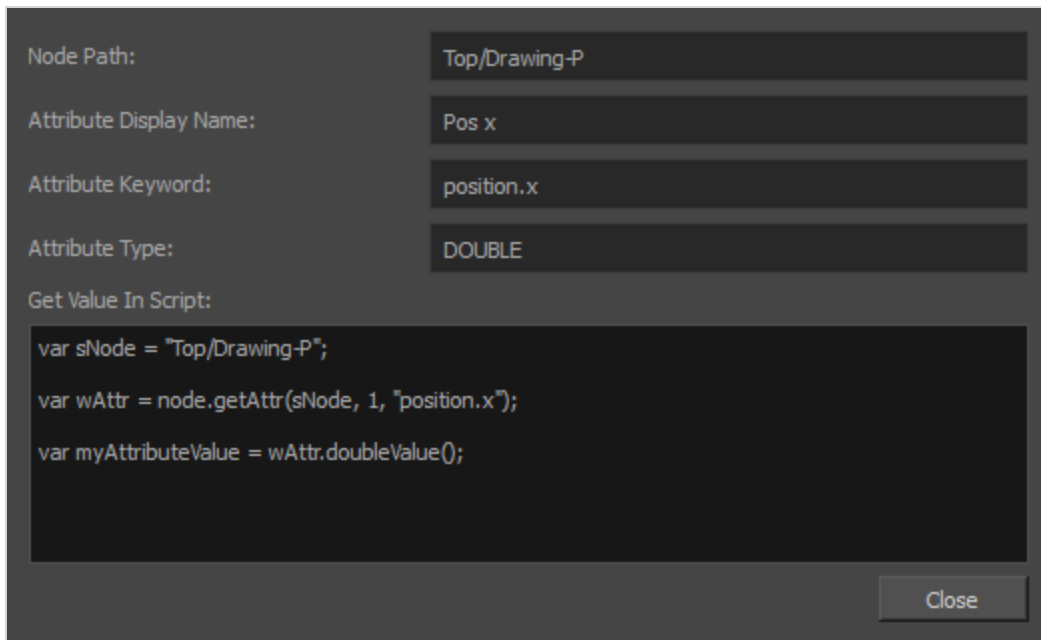 Node Path:
Top/Drawing-P
Attribute Display Name:
Pos x
Attribute Keyword:
position.x
Attribute Type:
DOUBLE
Get Value In Script:
var sNode = "Top/Drawing-P";
var wAttr = node.getAttr(sNode, 1, "position.x");
var myAttributeValue = wAttr.doubleValue();
Close